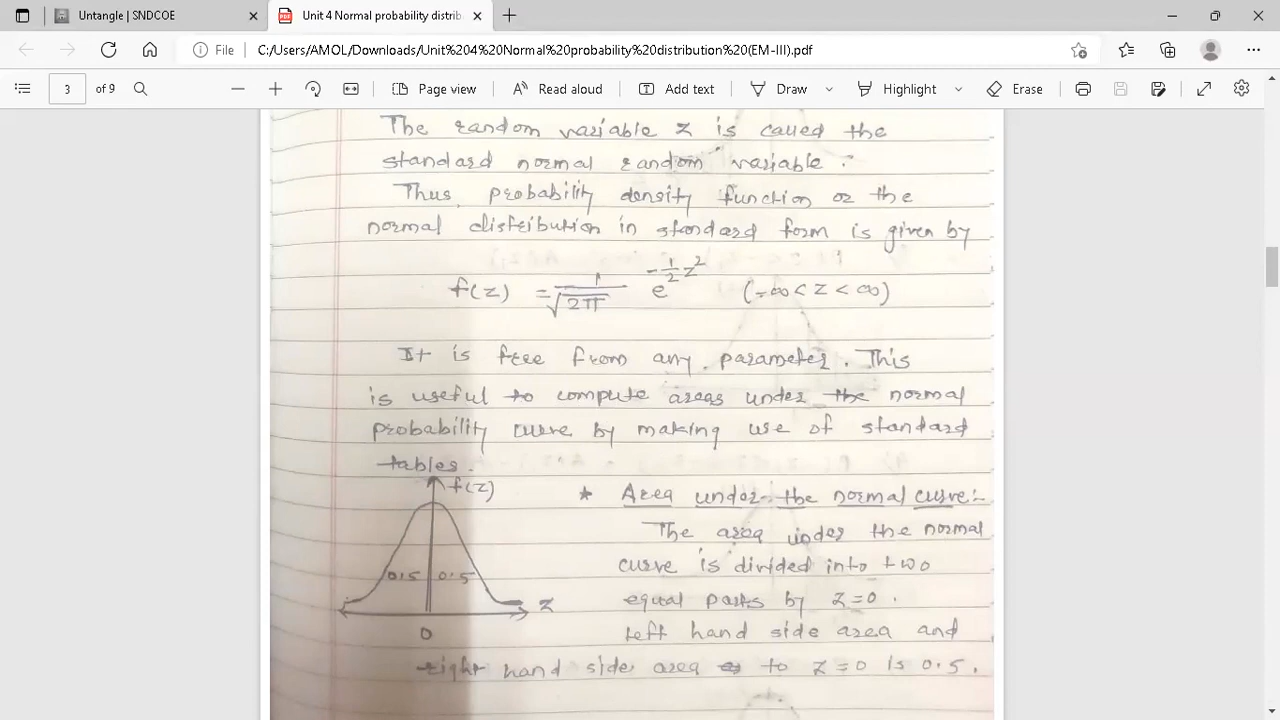 Untangle | SNDCOE
Unit 4 Normal probability distrib
File C:/Users/AMOL/Downloads/Unit%204%20Normal%20probability%20distribution%20(EM-III).pdf
3 of 9 Page view Read aloud Add text Draw Highlight Erase
The random variable z is called the
standard normal random variable.
Thus, probability density function or the
normal distribution in standard form is given by
f(z) = 1/√2π e^-1/2 z^2 (-∞ < z < ∞)
It is free from any parameter. This
is useful to compute areas under the normal
probability curve by making use of standard
tables.
f(z)
0.5 0.5
z
0
* Area under the normal curve:-
The area under the normal
curve is divided into two
equal parts by z=0.
left hand side area and
right hand side area to z=0 is 0.5.